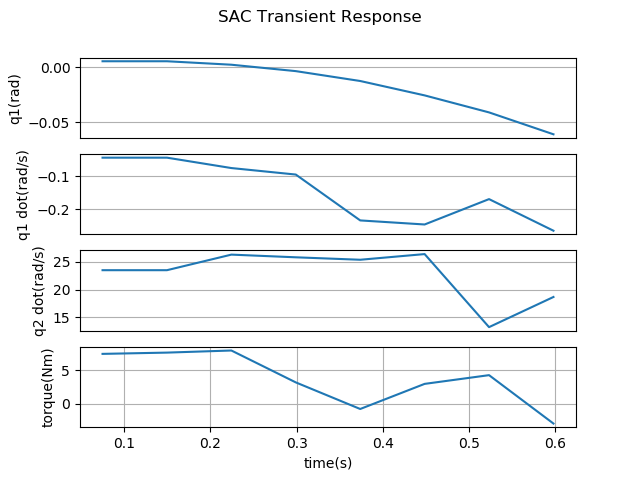 SAC Transient Response
q1(rad)
0.00
−0.05
q1 dot(rad/s)
−0.1
−0.2
q2 dot(rad/s)
25
20
15
torque(Nm)
5
0
0.1 0.2 0.3 0.4 0.5 0.6
time(s)